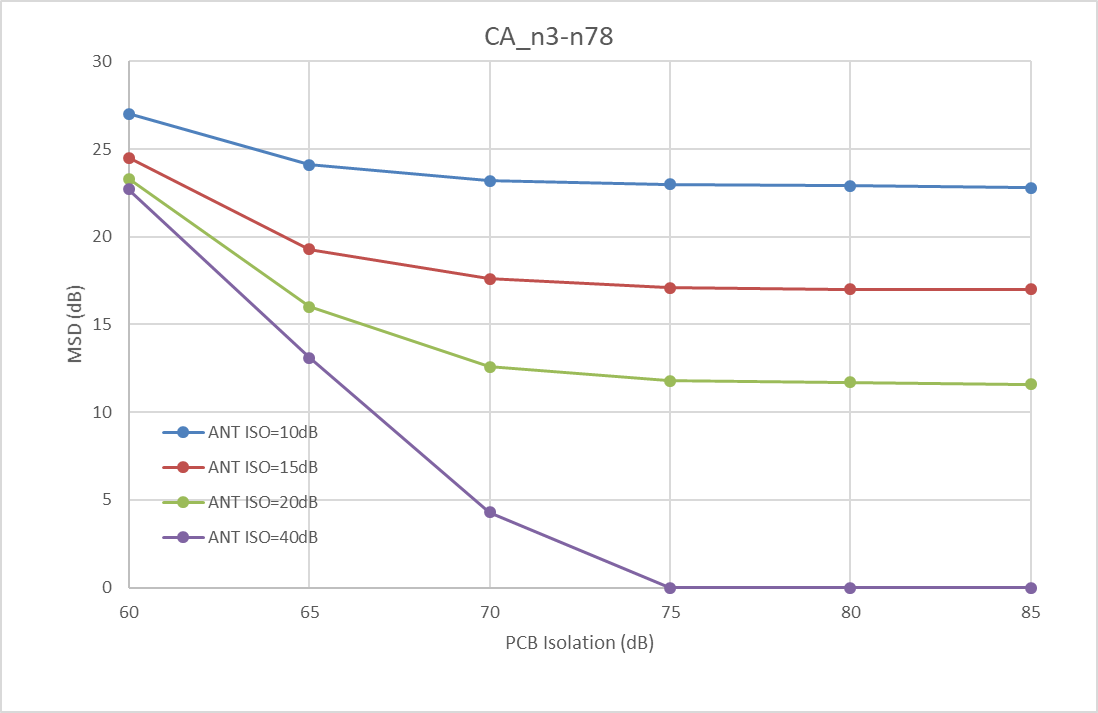 CA_n3-n78
30
25
20
15
10
5
0
MSD (dB)
ANT ISO=10dB
ANT ISO=15dB
ANT ISO=20dB
ANT ISO=40dB
60 65 70 75 80 85
PCB Isolation (dB)